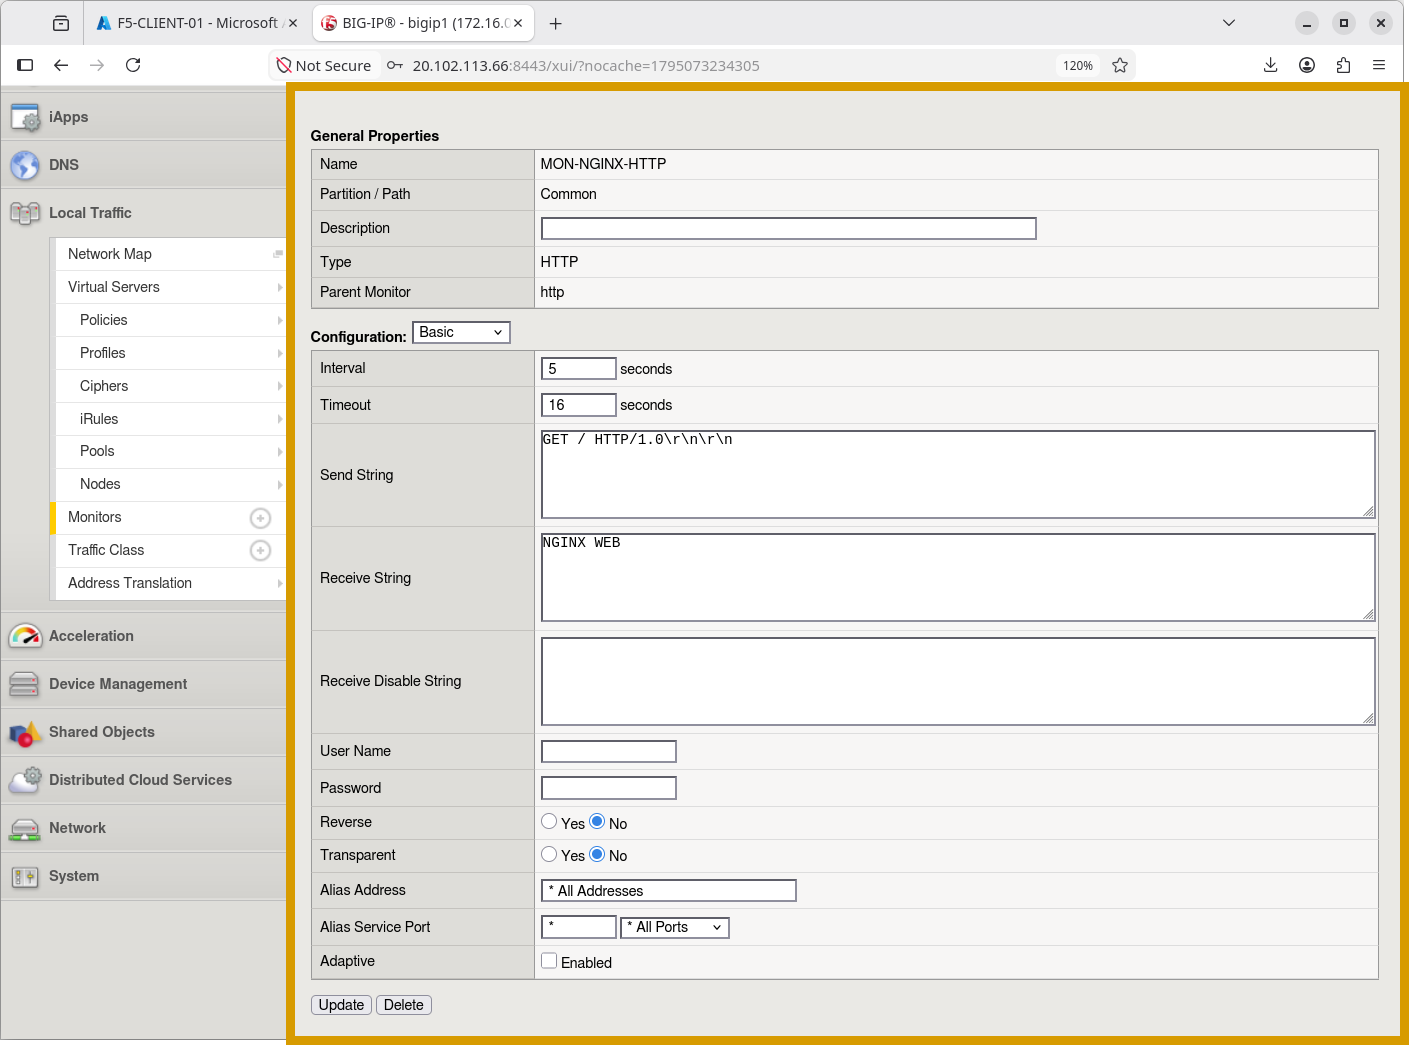 F5-CLIENT-01 - Microsoft
BIG-IP® - bigip1 (172.16.0
Not Secure
20.102.113.66:8443/xui/?nocache=1795073234305
120%
iApps
DNS
Local Traffic
Network Map
Virtual Servers
Policies
Profiles
Ciphers
iRules
Pools
Nodes
Monitors
Traffic Class
Address Translation
Acceleration
Device Management
Shared Objects
Distributed Cloud Services
Network
System
General Properties
Name MON-NGINX-HTTP
Partition / Path Common
Description
Type HTTP
Parent Monitor http
Configuration: Basic
Interval 5 seconds
Timeout 16 seconds
Send String GET / HTTP/1.0\r\n\r\n
Receive String NGINX WEB
Receive Disable String
User Name
Password
Reverse Yes No
Transparent Yes No
Alias Address * All Addresses
Alias Service Port * * All Ports
Adaptive Enabled
Update Delete